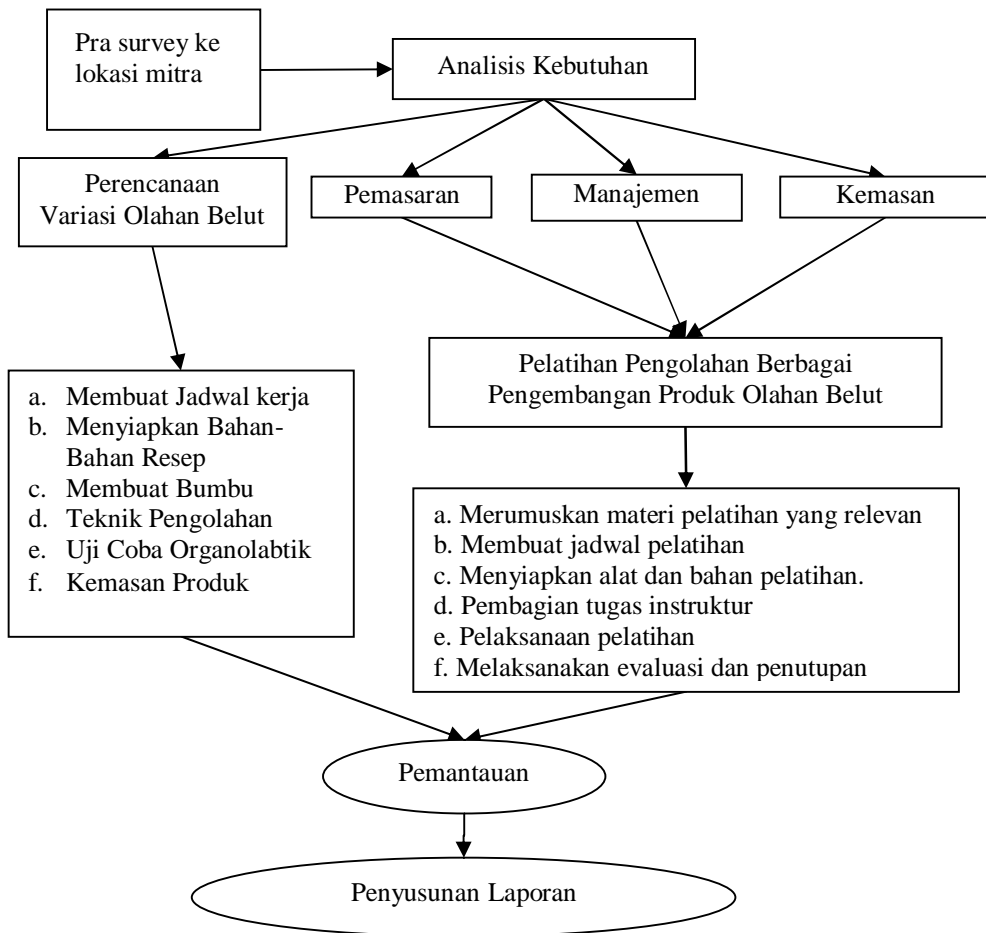 Pra survey ke
lokasi mitra
Analisis Kebutuhan
Perencanaan
Variasi Olahan Belut
Pemasaran
Manajemen
Kemasan
Pelatihan Pengolahan Berbagai
Pengembangan Produk Olahan Belut
a. Membuat Jadwal kerja
b. Menyiapkan Bahan-
Bahan Resep
c. Membuat Bumbu
d. Teknik Pengolahan
e. Uji Coba Organolabtik
f. Kemasan Produk
a. Merumuskan materi pelatihan yang relevan
b. Membuat jadwal pelatihan
c. Menyiapkan alat dan bahan pelatihan.
d. Pembagian tugas instruktur
e. Pelaksanaan pelatihan
f. Melaksanakan evaluasi dan penutupan
Pemantauan
Penyusunan Laporan